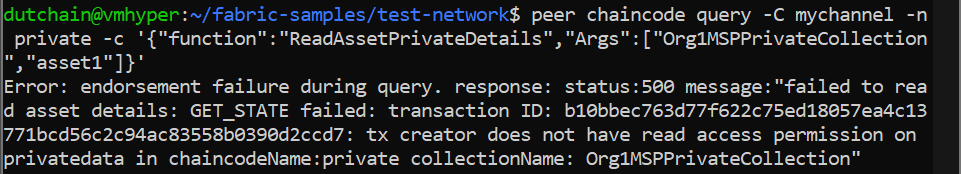 dutchain@vmhyper:~/fabric-samples/test-network$ peer chaincode query -C mychannel -n
 private -c '{"function":"ReadAssetPrivateDetails","Args":["Org1MSPPrivateCollection
","asset1"]}'
Error: endorsement failure during query. response: status:500 message:"failed to rea
d asset details: GET_STATE failed: transaction ID: b10bbec763d77f622c75ed18057ea4c13
771bcd56c2c94ac83558b0390d2ccd7: tx creator does not have read access permission on
privatedata in chaincodeName:private collectionName: Org1MSPPrivateCollection"